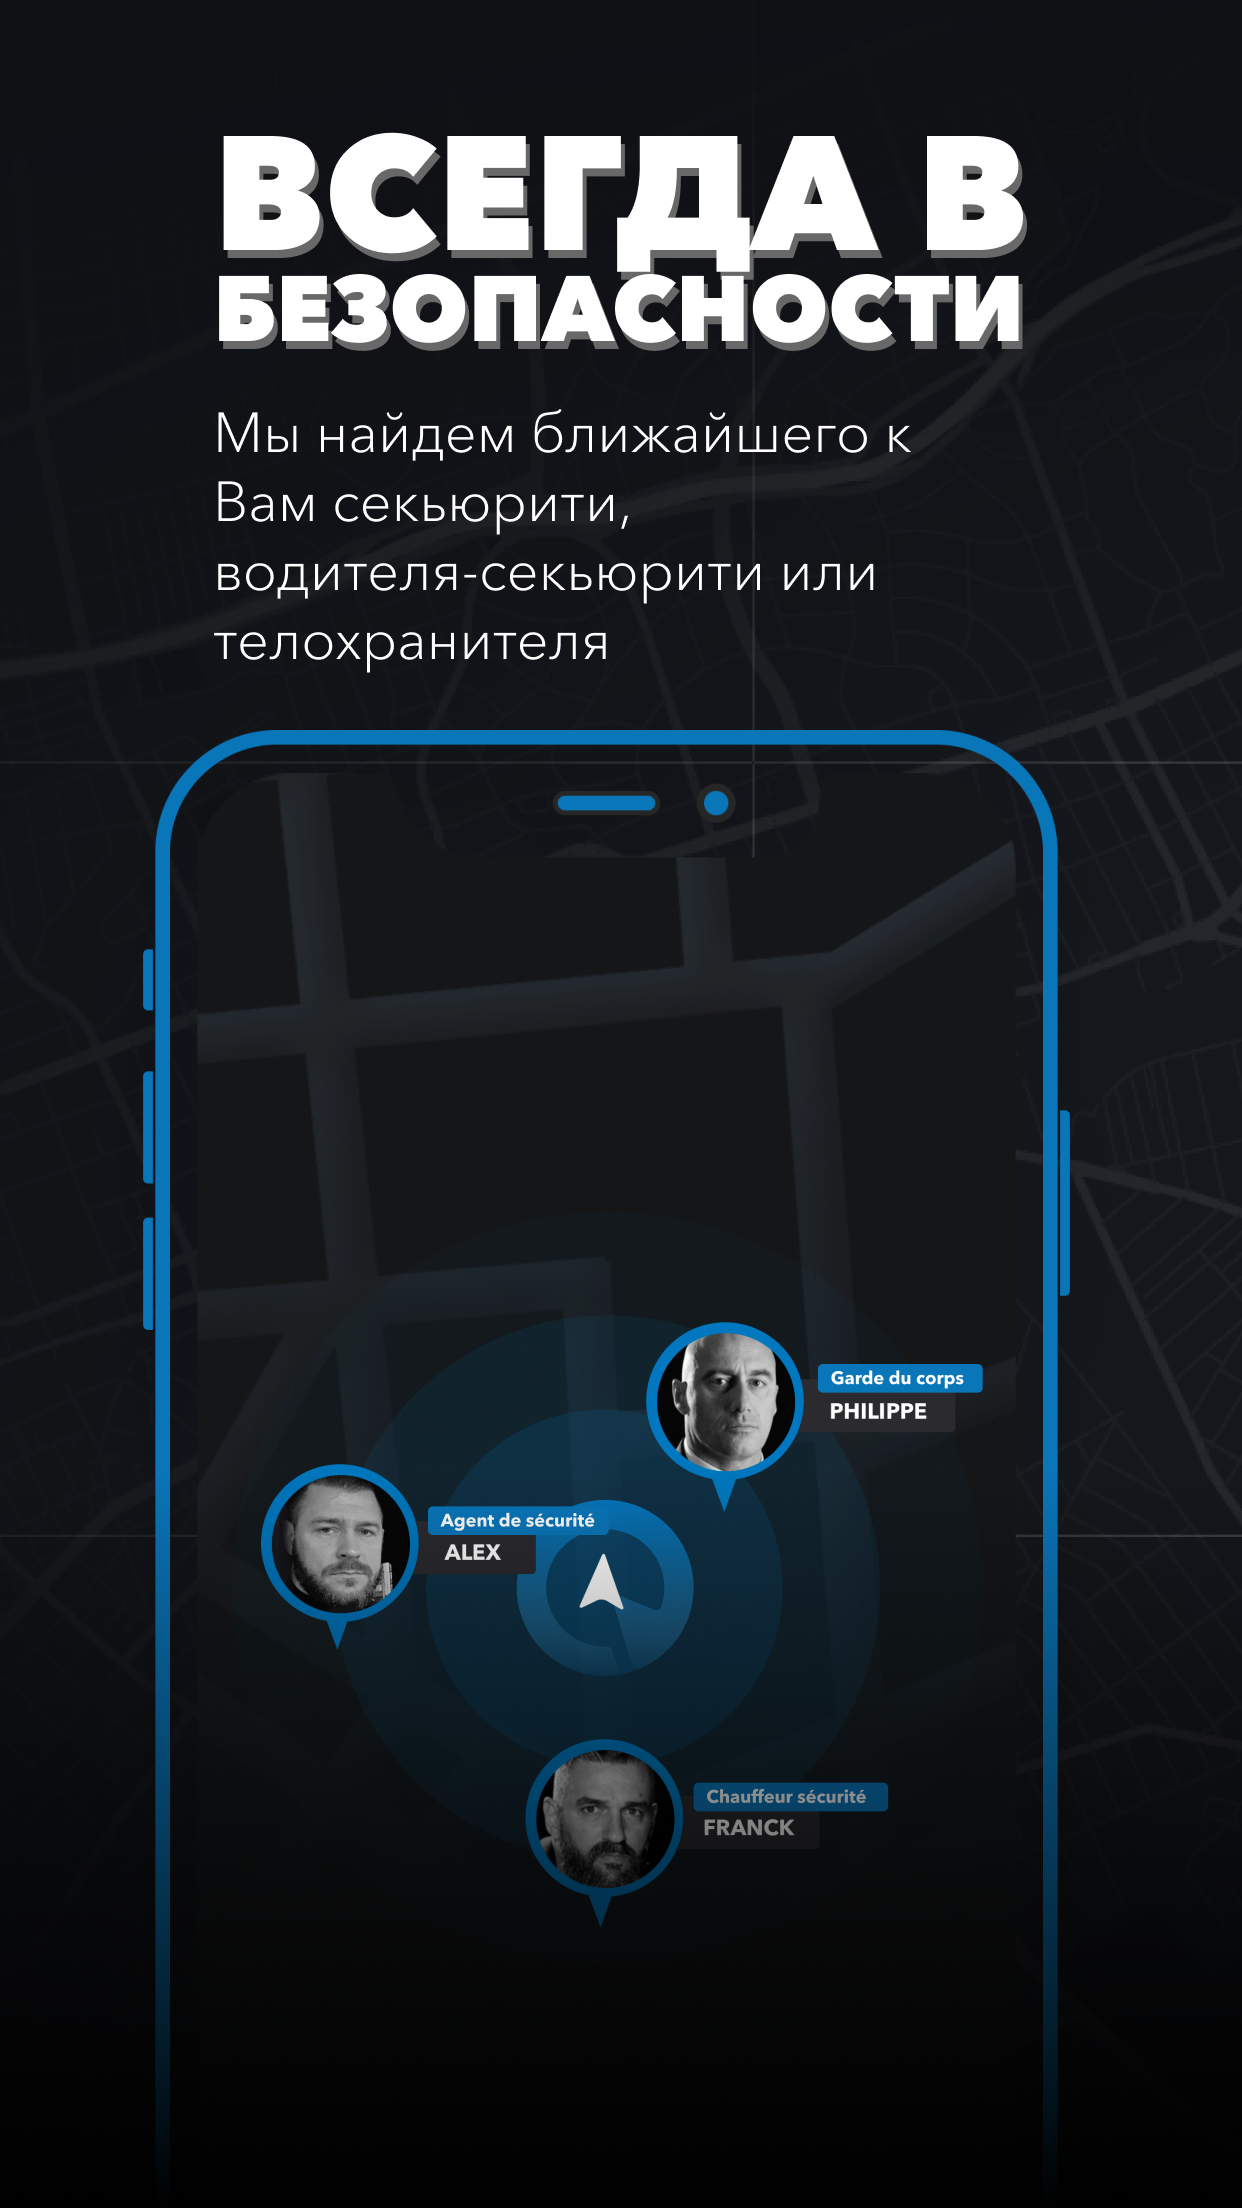 ВСЕГДА В
БЕЗОПАСНОСТИ
Мы найдем ближайшего к
Вам секьюрити,
водителя-секьюрити или
телохранителя
Garde du corps
PHILIPPE
Agent de sécurité
ALEX
Chauffeur sécurité
FRANCK